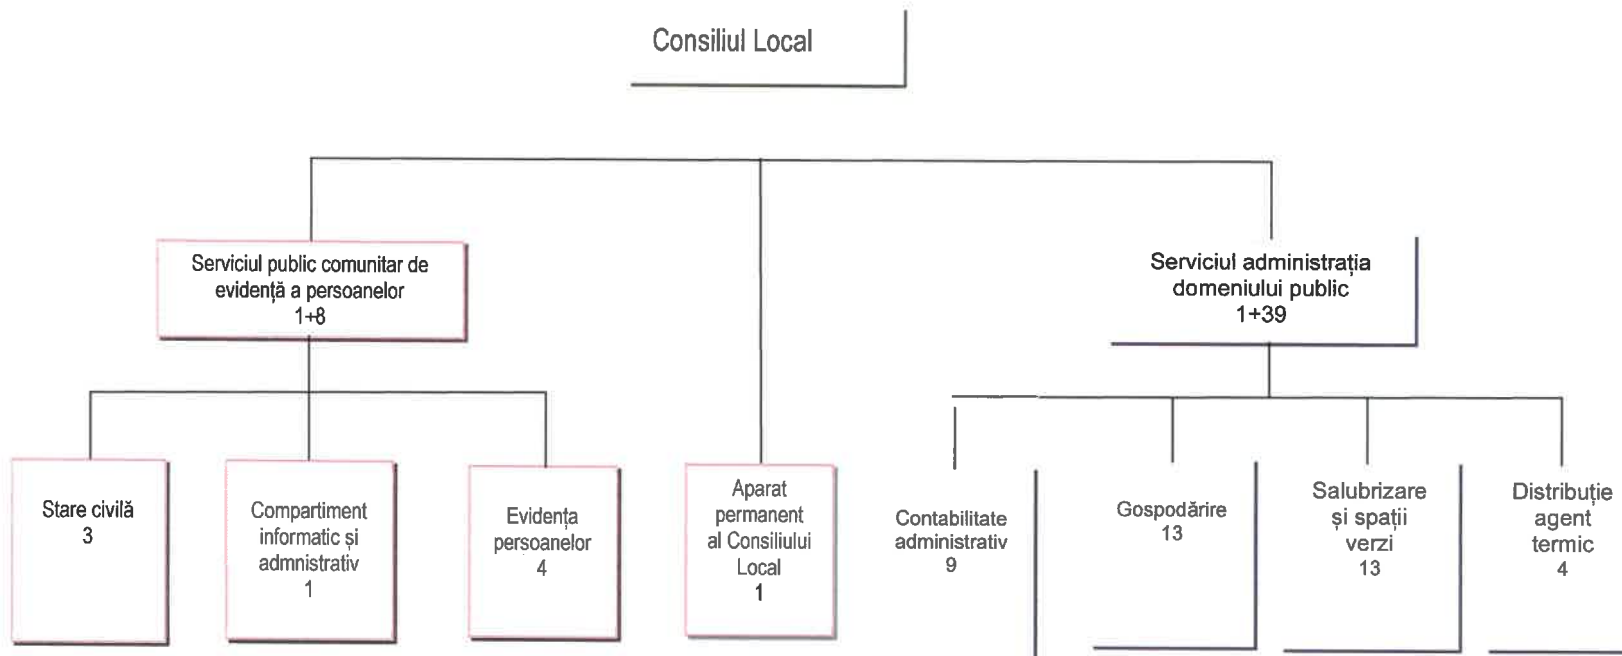 Consiliul Local
Serviciul public comunitar de
evidență a persoanelor
1+8
Serviciul administrația
domeniului public
1+39
Stare civilă
3
Compartiment
informatic și
admnistrativ
1
Evidența
persoanelor
4
Aparat
permanent
al Consiliului
Local
1
Contabilitate
administrativ
9
Gospodărire
13
Salubrizare
și spații
verzi
13
Distribuție
agent
termic
4